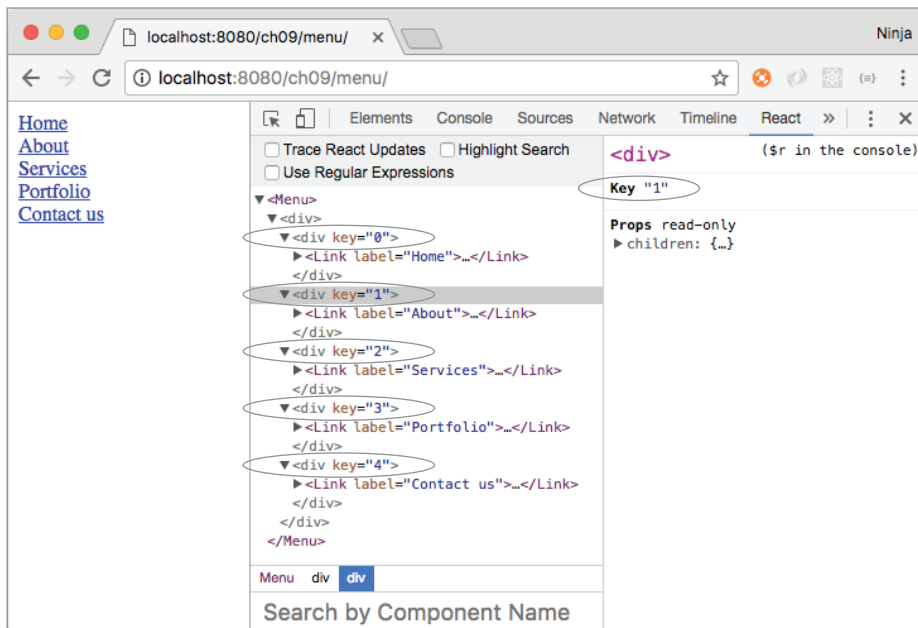 localhost:8080/ch09/menu/ ×
Ninja
localhost:8080/ch09/menu/
Home
About
Services
Portfolio
Contact us
Elements Console Sources Network Timeline React »
Trace React Updates Highlight Search
Use Regular Expressions
<Menu>
<div>
<div key="0">
<Link label="Home">…</Link>
</div>
<div key="1">
<Link label="About">…</Link>
</div>
<div key="2">
<Link label="Services">…</Link>
</div>
<div key="3">
<Link label="Portfolio">…</Link>
</div>
<div key="4">
<Link label="Contact us">…</Link>
</div>
</div>
</Menu>
Menu div div
Search by Component Name
<div> ($r in the console)
Key "1"
Props read-only
children: {…}